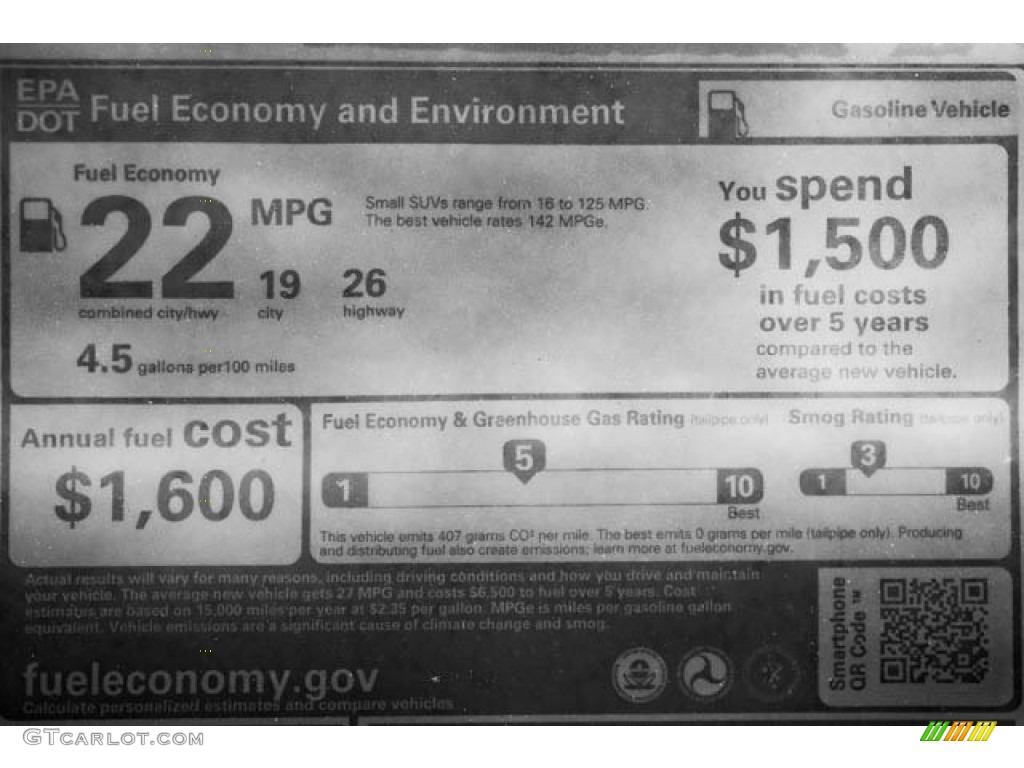 EPA
DOT
Fuel Economy and Environment
Gasoline Vehicle
Fuel Economy
22
MPG
Small SUVs range from 16 to 125 MPG.
The best vehicle rates 142 MPGe.
combined city/hwy
19
city
26
highway
4.5 gallons per 100 miles
You spend
$1,500
in fuel costs
over 5 years
compared to the
average new vehicle.
Annual fuel cost
$1,600
Fuel Economy & Greenhouse Gas Rating (tailpipe only)
5
1
10
Best
Smog Rating (tailpipe only)
3
1
10
Best
This vehicle emits 407 grams CO² per mile. The best emits 0 grams per mile (tailpipe only). Producing
and distributing fuel also create emissions; learn more at fueleconomy.gov.
Actual results will vary for many reasons, including driving conditions and how you drive and maintain
your vehicle. The average new vehicle gets 27 MPG and costs $6,500 to fuel over 5 years. Cost
estimates are based on 15,000 miles per year at $2.35 per gallon. MPGe is miles per gasoline gallon
equivalent. Vehicle emissions are a significant cause of climate change and smog.
fueleconomy.gov
Calculate personalized estimates and compare vehicles
Smartphone
QR Code™
GTCARLOT.COM